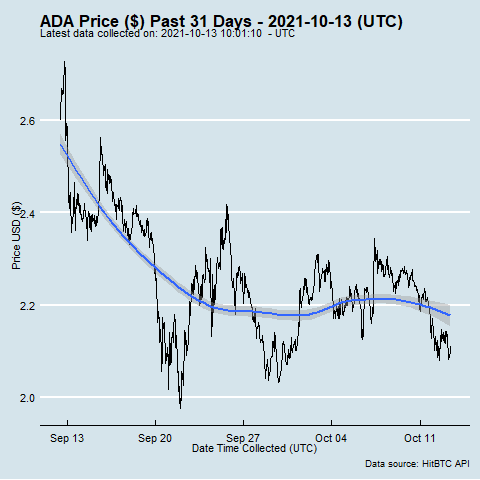 ADA Price ($) Past 31 Days - 2021-10-13 (UTC)
Latest data collected on: 2021-10-13 10:01:10 - UTC
Price USD ($)
2.6
2.4
2.2
2.0
Sep 13 Sep 20 Sep 27 Oct 04 Oct 11
Date Time Collected (UTC)
Data source: HitBTC API